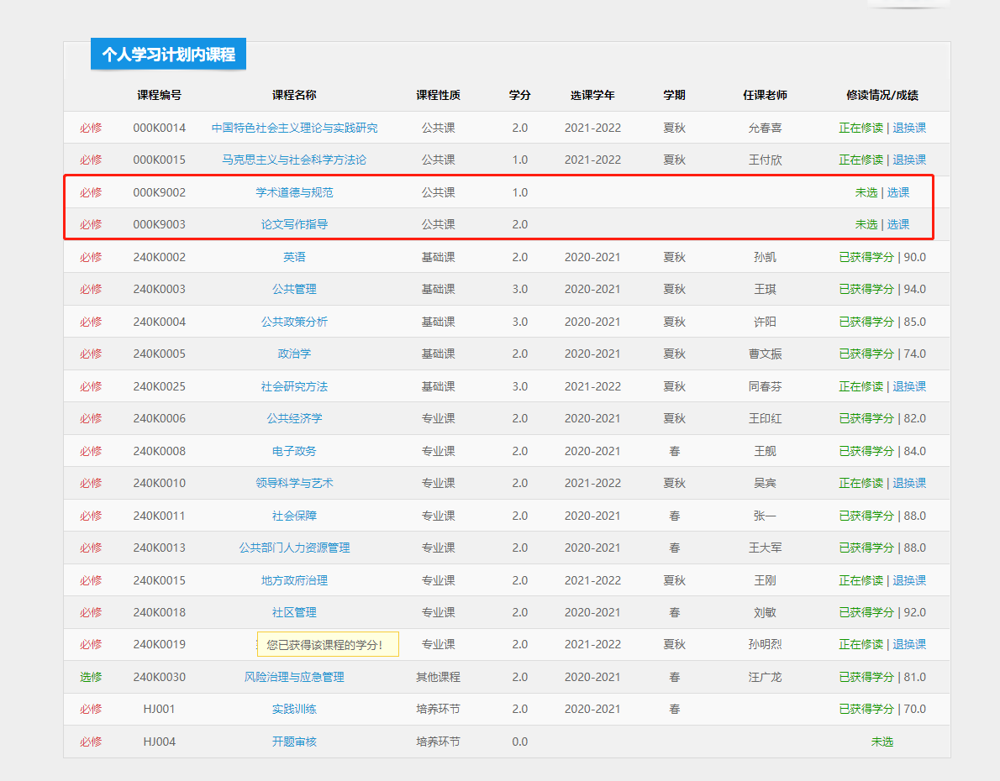 个人学习计划内课程
课程编号 课程名称 课程性质 学分 选课学年 学期 任课老师 修读情况/成绩
必修 000K0014 中国特色社会主义理论与实践研究 公共课 2.0 2021-2022 夏秋 允春喜 正在修读 | 退换课
必修 000K0015 马克思主义与社会科学方法论 公共课 1.0 2021-2022 夏秋 王付欣 正在修读 | 退换课
必修 000K9002 学术道德与规范 公共课 1.0 未选 | 选课
必修 000K9003 论文写作指导 公共课 2.0 未选 | 选课
必修 240K0002 英语 基础课 2.0 2020-2021 夏秋 孙凯 已获得学分 | 90.0
必修 240K0003 公共管理 基础课 3.0 2020-2021 夏秋 王琪 已获得学分 | 94.0
必修 240K0004 公共政策分析 基础课 3.0 2020-2021 夏秋 许阳 已获得学分 | 85.0
必修 240K0005 政治学 基础课 2.0 2020-2021 夏秋 曹文振 已获得学分 | 74.0
必修 240K0025 社会研究方法 基础课 3.0 2021-2022 夏秋 同春芬 正在修读 | 退换课
必修 240K0006 公共经济学 专业课 2.0 2020-2021 夏秋 王印红 已获得学分 | 82.0
必修 240K0008 电子政务 专业课 2.0 2020-2021 春 王舰 已获得学分 | 84.0
必修 240K0010 领导科学与艺术 专业课 2.0 2021-2022 夏秋 吴宾 正在修读 | 退换课
必修 240K0011 社会保障 专业课 2.0 2020-2021 春 张一 已获得学分 | 88.0
必修 240K0013 公共部门人力资源管理 专业课 2.0 2020-2021 春 王大军 已获得学分 | 88.0
必修 240K0015 地方政府治理 专业课 2.0 2021-2022 夏秋 王刚 正在修读 | 退换课
必修 240K0018 社区管理 专业课 2.0 2020-2021 春 刘敏 已获得学分 | 92.0
必修 240K0019 您已获得该课程的学分! 专业课 2.0 2021-2022 夏秋 孙明烈 正在修读 | 退换课
选修 240K0030 风险治理与应急管理 其他课程 2.0 2020-2021 春 汪广龙 已获得学分 | 81.0
必修 HJ001 实践训练 培养环节 2.0 2020-2021 春 已获得学分 | 70.0
必修 HJ004 开题审核 培养环节 0.0 未选